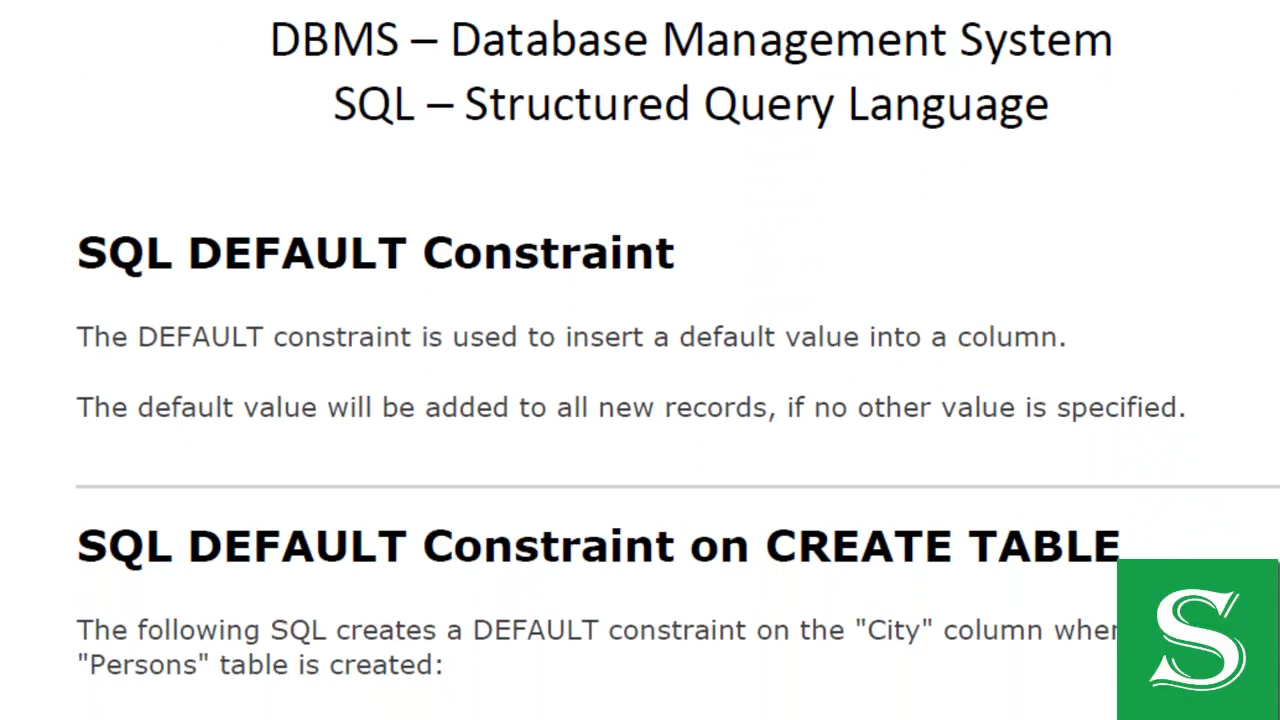 DBMS – Database Management System
SQL – Structured Query Language
SQL DEFAULT Constraint
The DEFAULT constraint is used to insert a default value into a column.
The default value will be added to all new records, if no other value is specified.
SQL DEFAULT Constraint on CREATE TABLE
The following SQL creates a DEFAULT constraint on the "City" column
"Persons" table is created:
S